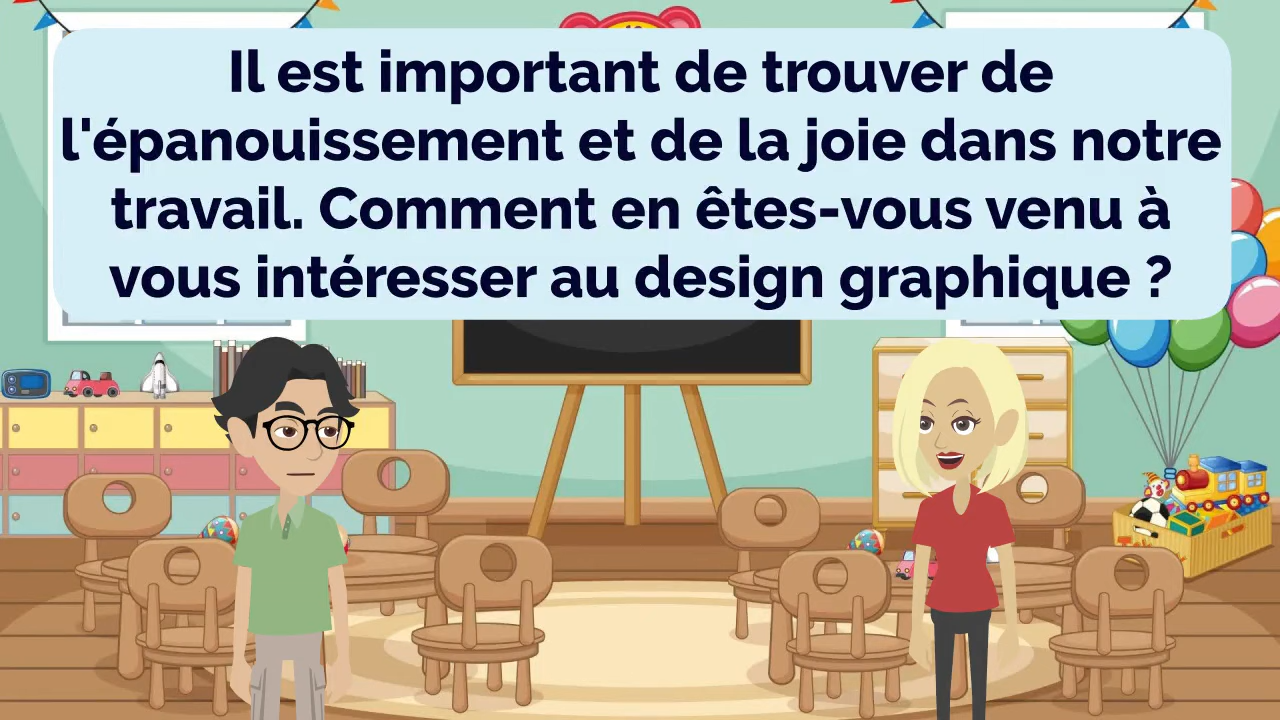 Il est important de trouver de
l'épanouissement et de la joie dans notre
travail. Comment en êtes-vous venu à
vous intéresser au design graphique ?